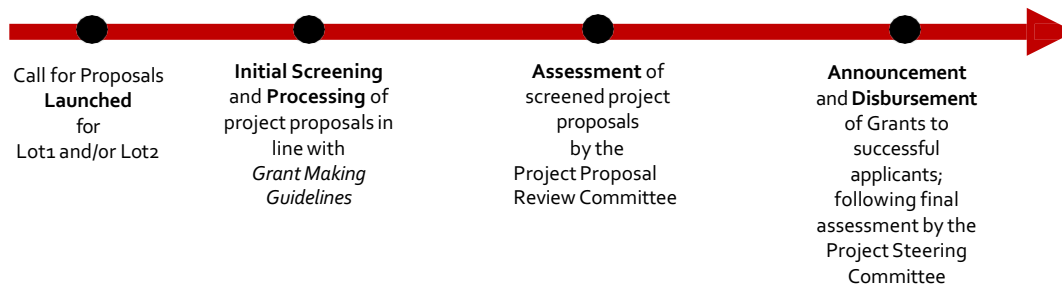 Call for Proposals
Launched
for
Lot1 and/or Lot2
Initial Screening
and Processing of
project proposals in
line with
Grant Making
Guidelines
Assessment of
screened project
proposals
by the
Project Proposal
Review Committee
Announcement
and Disbursement
of Grants to
successful
applicants;
following final
assessment by the
Project Steering
Committee